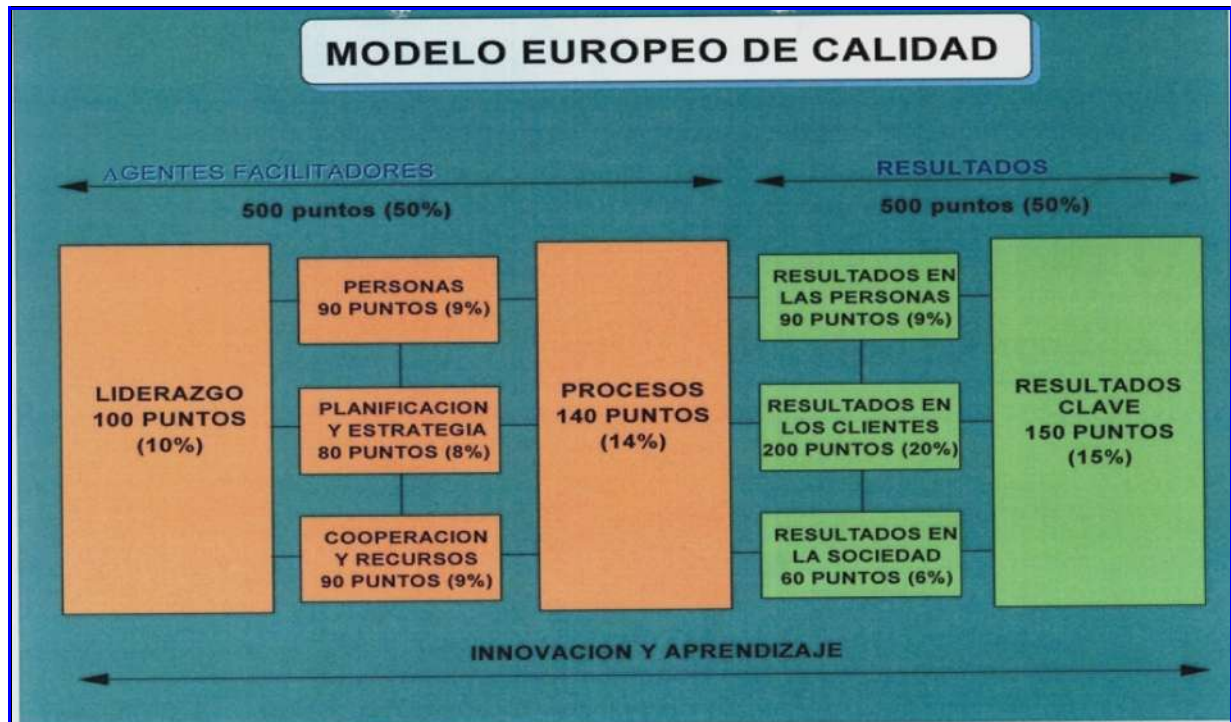 MODELO EUROPEO DE CALIDAD
AGENTES FACILITADORES
500 puntos (50%)
RESULTADOS
500 puntos (50%)
LIDERAZGO
100 PUNTOS
(10%)
PERSONAS
90 PUNTOS (9%)
PLANIFICACION
Y ESTRATEGIA
80 PUNTOS (8%)
COOPERACION
Y RECURSOS
90 PUNTOS (9%)
PROCESOS
140 PUNTOS
(14%)
RESULTADOS EN
LAS PERSONAS
90 PUNTOS (9%)
RESULTADOS EN
LOS CLIENTES
200 PUNTOS (20%)
RESULTADOS EN
LA SOCIEDAD
60 PUNTOS (6%)
RESULTADOS
CLAVE
150 PUNTOS
(15%)
INNOVACION Y APRENDIZAJE